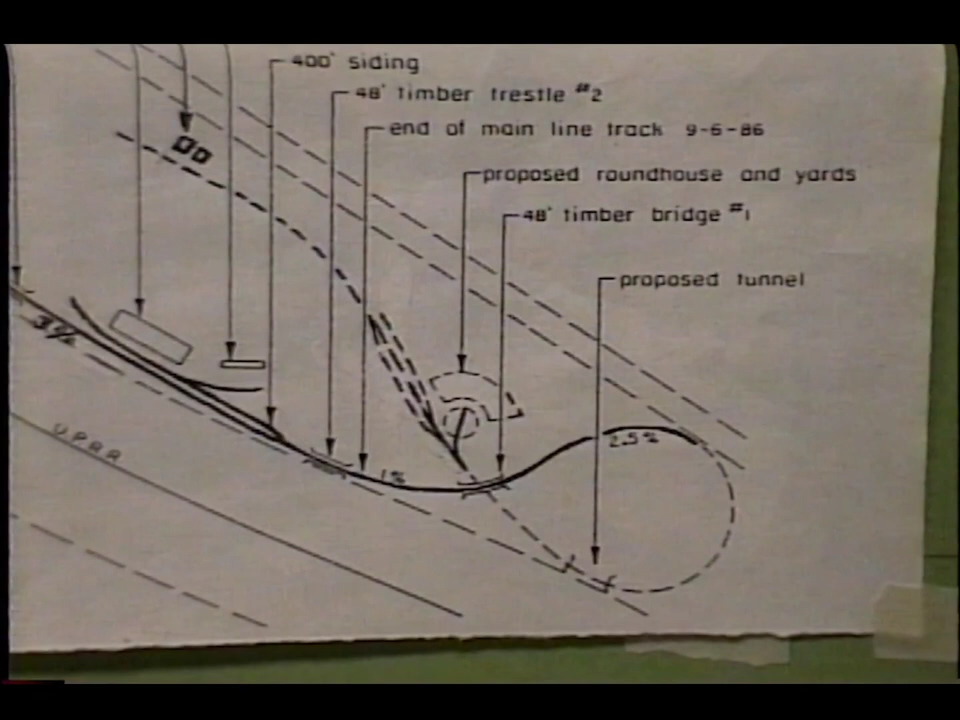 400' siding
48' timber trestle #2
end of main line track 9-6-86
proposed roundhouse and yards
48' timber bridge #1
proposed tunnel
3%
2.5%
U.P.R.R.
1%